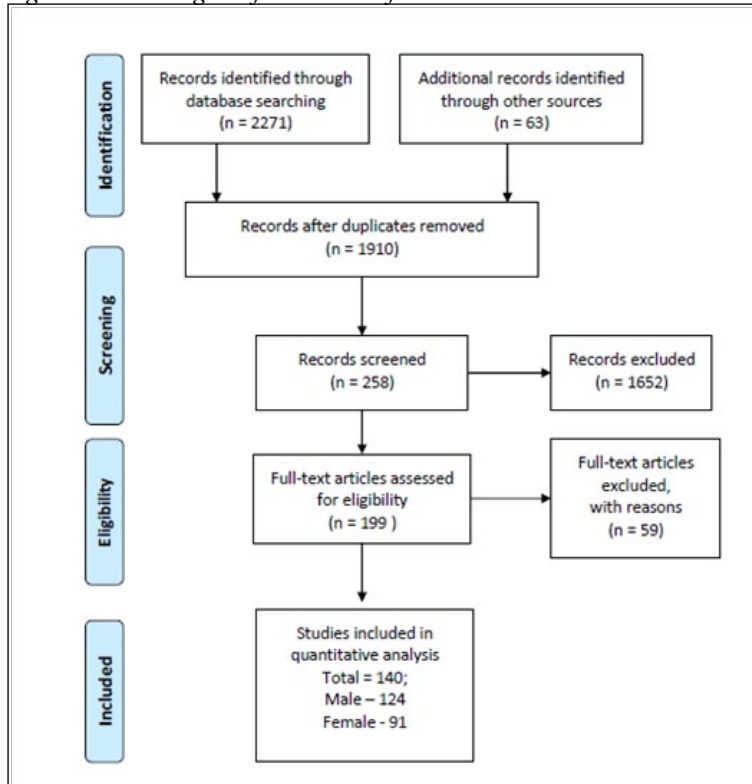 Identification
Records identified through
database searching
(n = 2271)
Additional records identified
through other sources
(n = 63)
Records after duplicates removed
(n = 1910)
Screening
Records screened
(n = 258)
Records excluded
(n = 1652)
Eligibility
Full-text articles assessed
for eligibility
(n = 199 )
Full-text articles
excluded,
with reasons
(n = 59)
Included
Studies included in
quantitative analysis
Total = 140;
Male – 124
Female - 91